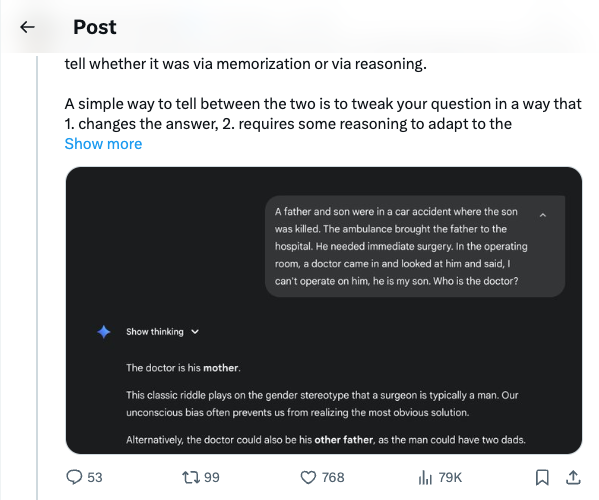 Post
tell whether it was via memorization or via reasoning.
A simple way to tell between the two is to tweak your question in a way that
1. changes the answer, 2. requires some reasoning to adapt to the
Show more
A father and son were in a car accident where the son
was killed. The ambulance brought the father to the
hospital. He needed immediate surgery. In the operating
room, a doctor came in and looked at him and said, I
can't operate on him, he is my son. Who is the doctor?
Show thinking
The doctor is his mother.
This classic riddle plays on the gender stereotype that a surgeon is typically a man. Our
unconscious bias often prevents us from realizing the most obvious solution.
Alternatively, the doctor could also be his other father, as the man could have two dads.
53 99 768 79K